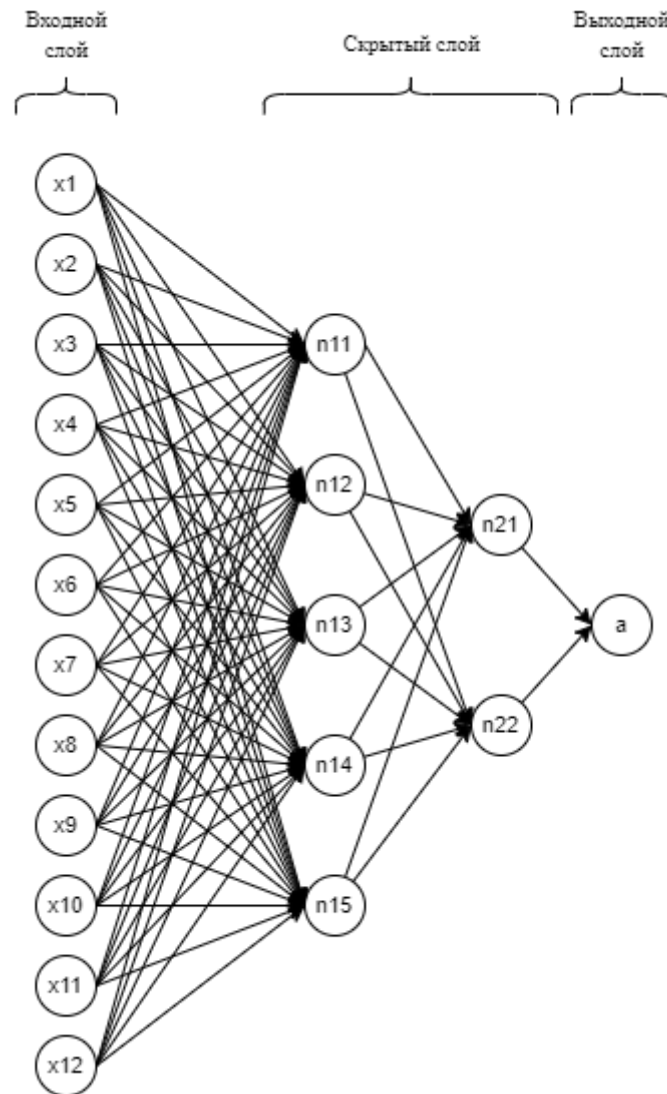 Входной
слой
Скрытый слой
Выходной
слой
x1
x2
x3
n11
x4
x5
n12
n21
x6
x7
n13
a
x8
n22
x9
n14
x10
n15
x11
x12